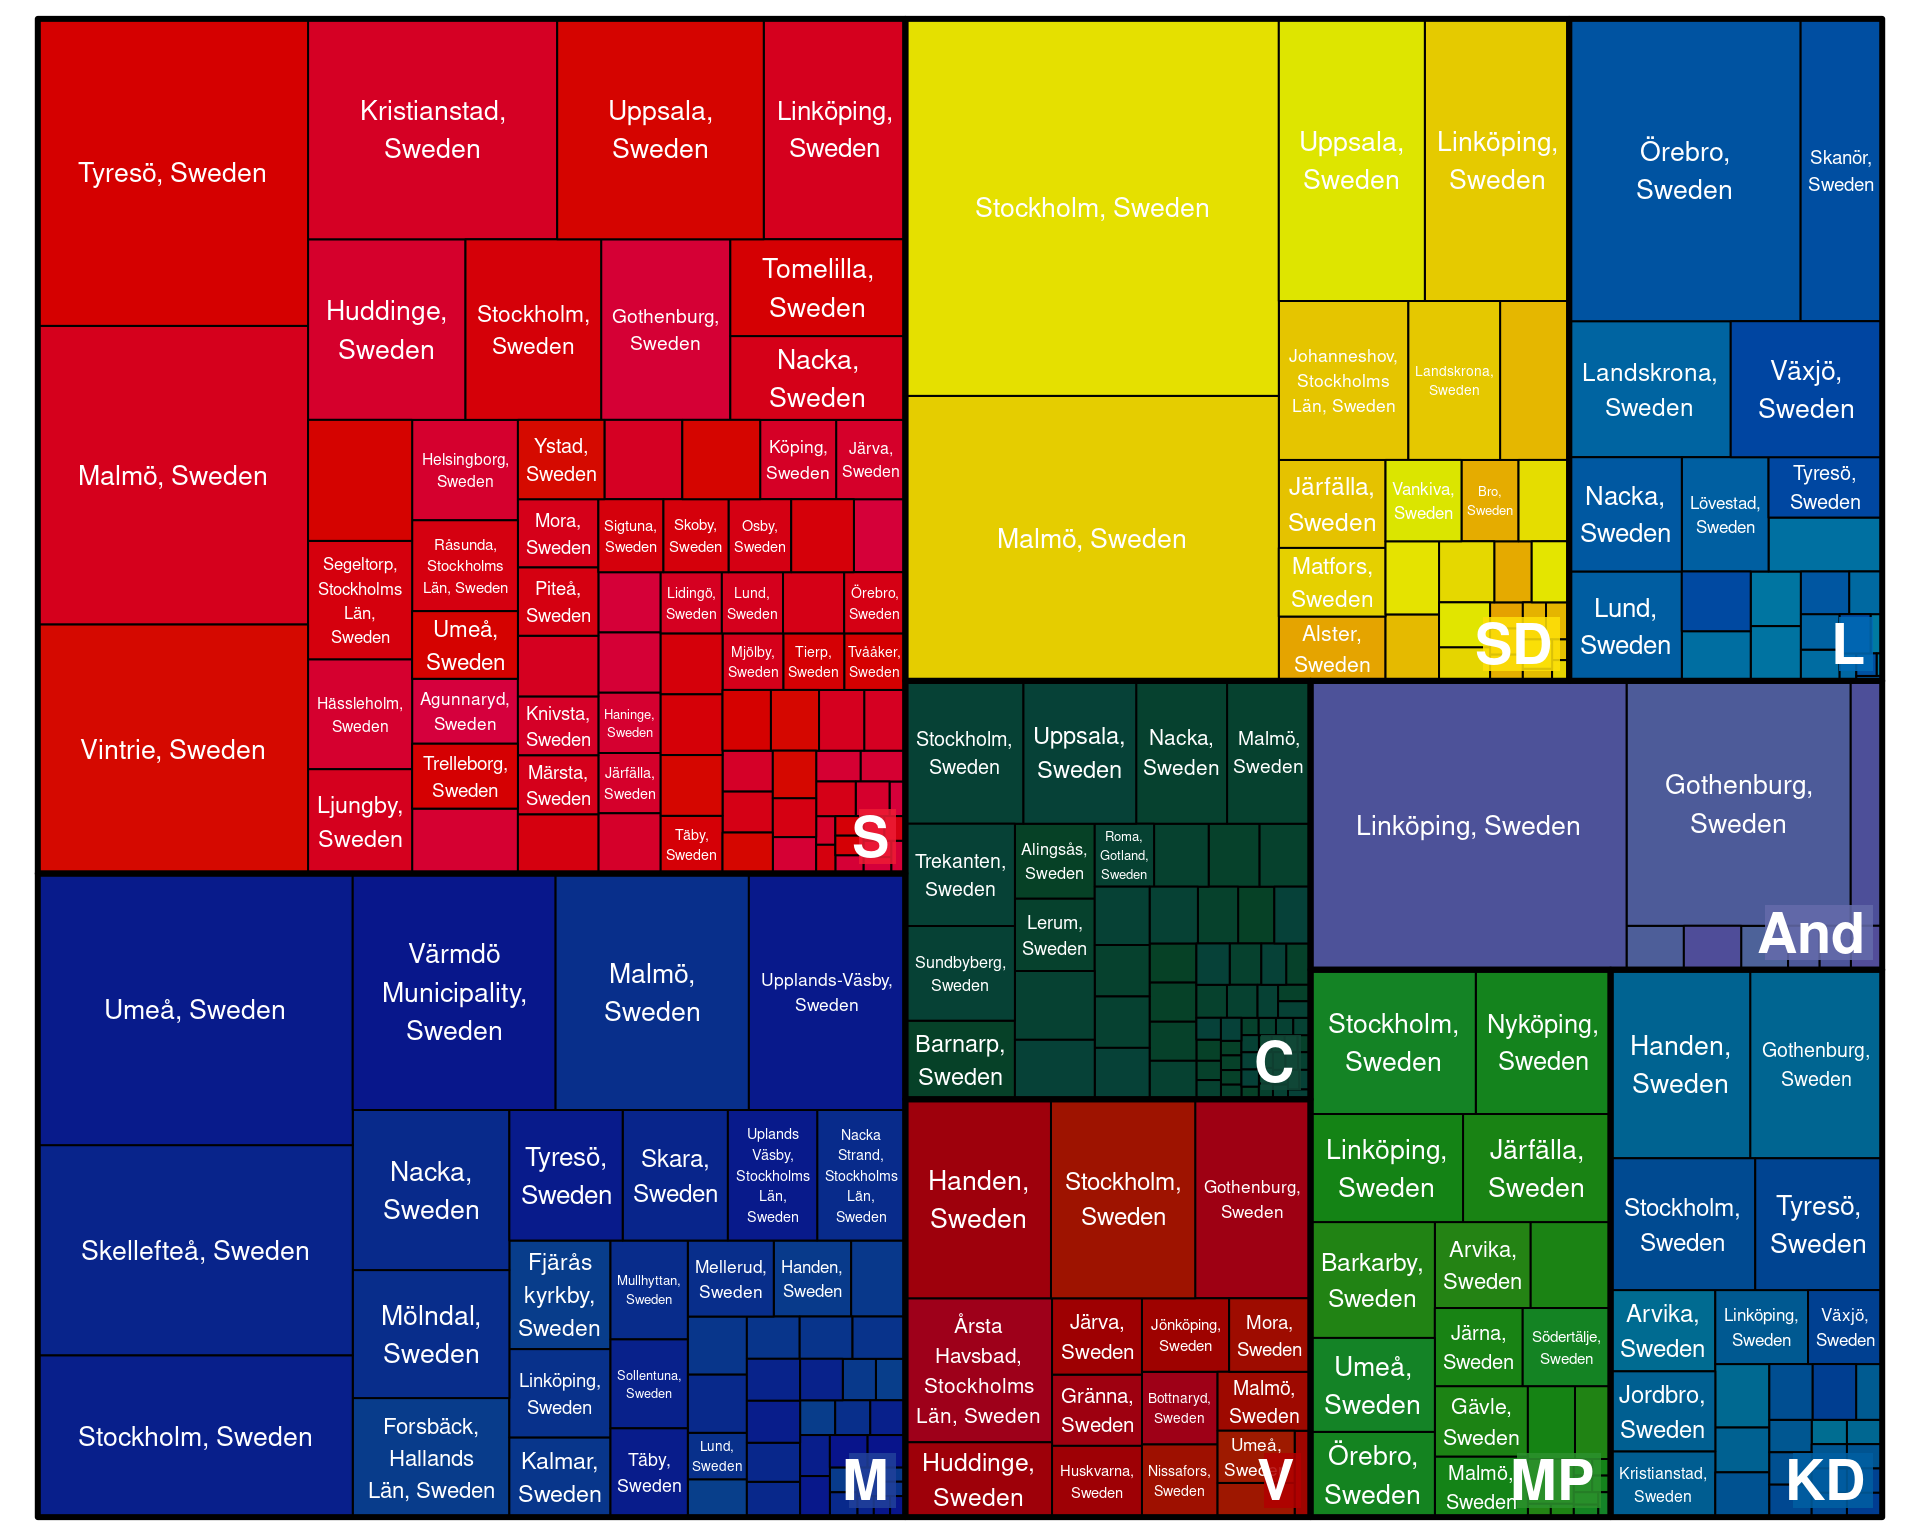 Tyresö, Sweden
Malmö, Sweden
Vintrie, Sweden
Kristianstad,
Sweden
Uppsala,
Sweden
Linköping,
Sweden
Huddinge,
Sweden
Stockholm,
Sweden
Gothenburg,
Sweden
Tomelilla,
Sweden
Nacka,
Sweden
Segeltorp,
Stockholms
Län,
Sweden
Hässleholm,
Sweden
Ljungby,
Sweden
Helsingborg,
Sweden
Råsunda,
Stockholms
Län, Sweden
Umeå,
Sweden
Agunnaryd,
Sweden
Trelleborg,
Sweden
Ystad,
Sweden
Köping,
Sweden
Järva,
Sweden
Mora,
Sweden
Sigtuna,
Sweden
Skoby,
Sweden
Osby,
Sweden
Piteå,
Sweden
Lidingö,
Sweden
Lund,
Sweden
Örebro,
Sweden
Mjölby,
Sweden
Tierp,
Sweden
Tvååker,
Sweden
Knivsta,
Sweden
Haninge,
Sweden
Märsta,
Sweden
Järfälla,
Sweden
Täby,
Sweden
S
Umeå, Sweden
Skellefteå, Sweden
Stockholm, Sweden
Värmdö
Municipality,
Sweden
Malmö,
Sweden
Upplands-Väsby,
Sweden
Nacka,
Sweden
Mölndal,
Sweden
Forsbäck,
Hallands
Län, Sweden
Tyresö,
Sweden
Skara,
Sweden
Uplands
Väsby,
Stockholms
Län,
Sweden
Nacka
Strand,
Stockholms
Län,
Sweden
Fjärås
kyrkby,
Sweden
Linköping,
Sweden
Kalmar,
Sweden
Mullhyttan,
Sweden
Sollentuna,
Sweden
Täby,
Sweden
Mellerud,
Sweden
Handen,
Sweden
Lund,
Sweden
M
Stockholm, Sweden
Malmö, Sweden
Uppsala,
Sweden
Linköping,
Sweden
Johanneshov,
Stockholms
Län, Sweden
Landskrona,
Sweden
Järfälla,
Sweden
Vankiva,
Sweden
Bro,
Sweden
Matfors,
Sweden
Alster,
Sweden
SD
Örebro,
Sweden
Skanör,
Sweden
Landskrona,
Sweden
Växjö,
Sweden
Nacka,
Sweden
Lövestad,
Sweden
Tyresö,
Sweden
Lund,
Sweden
L
Stockholm,
Sweden
Uppsala,
Sweden
Nacka,
Sweden
Malmö,
Sweden
Trekanten,
Sweden
Sundbyberg,
Sweden
Barnarp,
Sweden
Alingsås,
Sweden
Lerum,
Sweden
Roma,
Gotland,
Sweden
C
Linköping, Sweden
Gothenburg,
Sweden
And
Handen,
Sweden
Stockholm,
Sweden
Gothenburg,
Sweden
Årsta
Havsbad,
Stockholms
Län, Sweden
Huddinge,
Sweden
Järva,
Sweden
Jönköping,
Sweden
Mora,
Sweden
Gränna,
Sweden
Bottnaryd,
Sweden
Malmö,
Sweden
Huskvarna,
Sweden
Nissafors,
Sweden
Umeå,
Sweden
V
Stockholm,
Sweden
Nyköping,
Sweden
Linköping,
Sweden
Järfälla,
Sweden
Barkarby,
Sweden
Umeå,
Sweden
Örebro,
Sweden
Arvika,
Sweden
Järna,
Sweden
Södertälje,
Sweden
Gävle,
Sweden
Malmö,
Sweden
MP
Handen,
Sweden
Gothenburg,
Sweden
Stockholm,
Sweden
Tyresö,
Sweden
Arvika,
Sweden
Linköping,
Sweden
Växjö,
Sweden
Jordbro,
Sweden
Kristianstad,
Sweden
KD